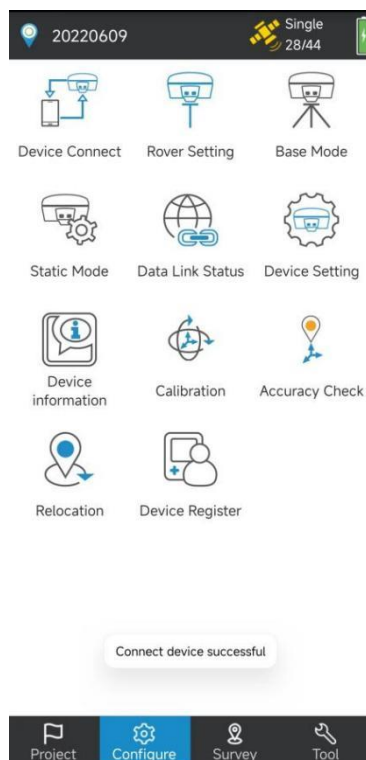 20220609
Single
28/44
Device Connect
Rover Setting
Base Mode
Static Mode
Data Link Status
Device Setting
Device
information
Calibration
Accuracy Check
Relocation
Device Register
Connect device successful
Project
Configure
Survey
Tool